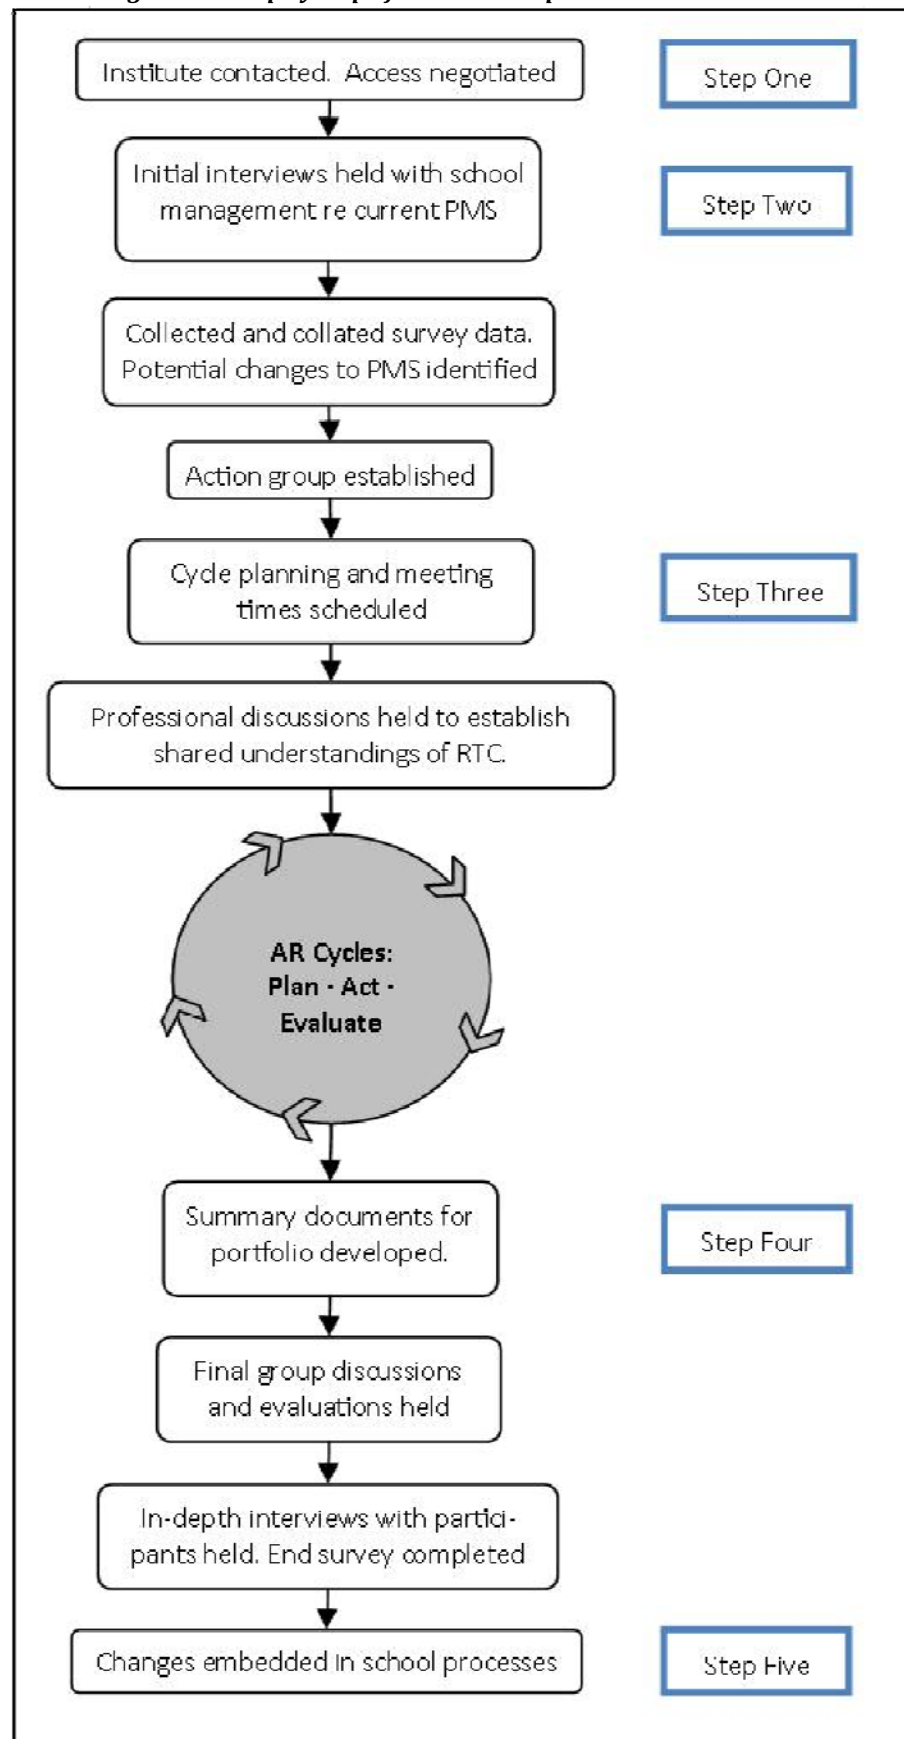 Institute contacted. Access negotiated
Step One
Initial interviews held with school
management re current PMS
Step Two
Collected and collated survey data.
Potential changes to PMS identified
Action group established
Cycle planning and meeting
times scheduled
Step Three
Professional discussions held to establish
shared understandings of RTC.
AR Cycles:
Plan - Act -
Evaluate
Summary documents for
portfolio developed.
Step Four
Final group discussions
and evaluations held
In-depth interviews with partici-
pants held. End survey completed
Changes embedded in school processes
Step Five